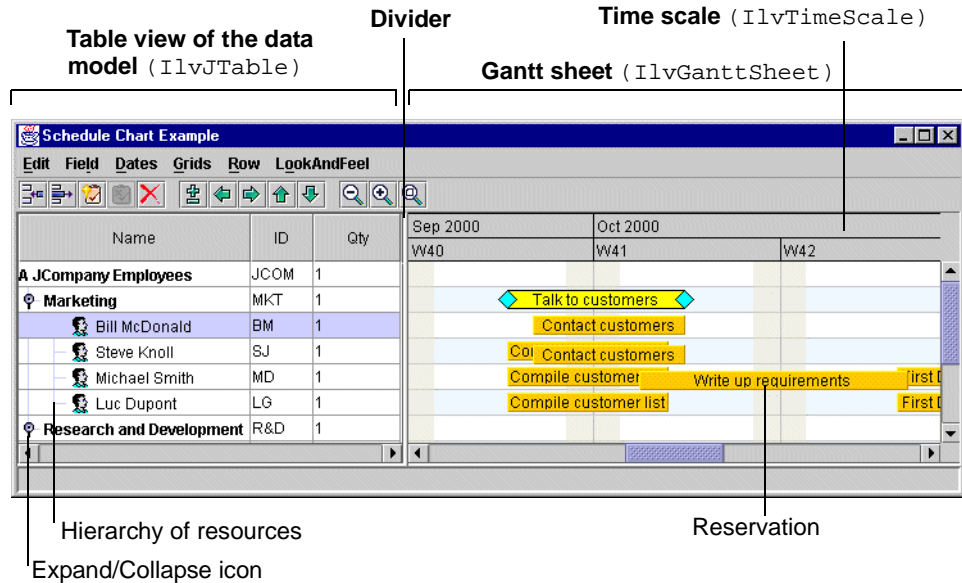 Divider
Time scale (IlvTimeScale)
Table view of the data
model (IlvJTable)
Gantt sheet (IlvGanttSheet)
Schedule Chart Example
Edit Field Dates Grids Row LookAndFeel
Name ID Qty
Sep 2000 Oct 2000
W40 W41 W42
A JCompany Employees JCOM 1
Marketing MKT 1 Talk to customers
Bill McDonald BM 1 Contact customers
Steve Knoll SJ 1 Co Contact customers
Michael Smith MD 1 Compile customer Write up requirements First D
Luc Dupont LG 1 Compile customer list First D
Research and Development R&D 1
Hierarchy of resources
Reservation
Expand/Collapse icon